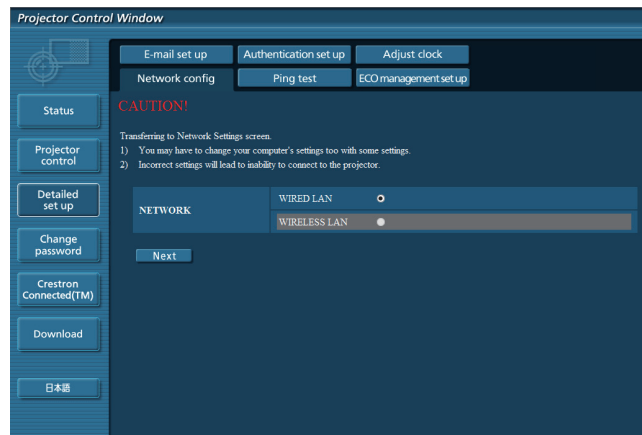 Projector Control Window
E-mail set up
Authentication set up
Adjust clock
Network config
Ping test
ECO management set up
Status
Projector
control
Detailed
set up
Change
password
Crestron
Connected(TM)
Download
日本語
CAUTION!
Transferring to Network Settings screen.
1) You may have to change your computer's settings too with some settings.
2) Incorrect settings will lead to inability to connect to the projector.
NETWORK
WIRED LAN
WIRELESS LAN
Next